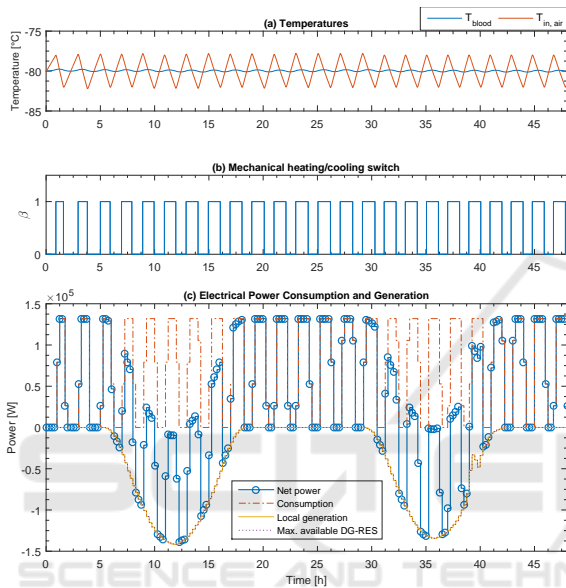 T_blood T_in, air
(a) Temperatures
-75
-80
-85
Temperature [°C]
0 5 10 15 20 25 30 35 40 45
(b) Mechanical heating/cooling switch
1
0
β
0 5 10 15 20 25 30 35 40 45
×10^5
(c) Electrical Power Consumption and Generation
1.5
1
0.5
0
-0.5
-1
-1.5
Power [W]
Net power
Consumption
Local generation
Max. available DG-RES
0 5 10 15 20 25 30 35 40 45
Time [h]
SCIENCE AND TECHNO